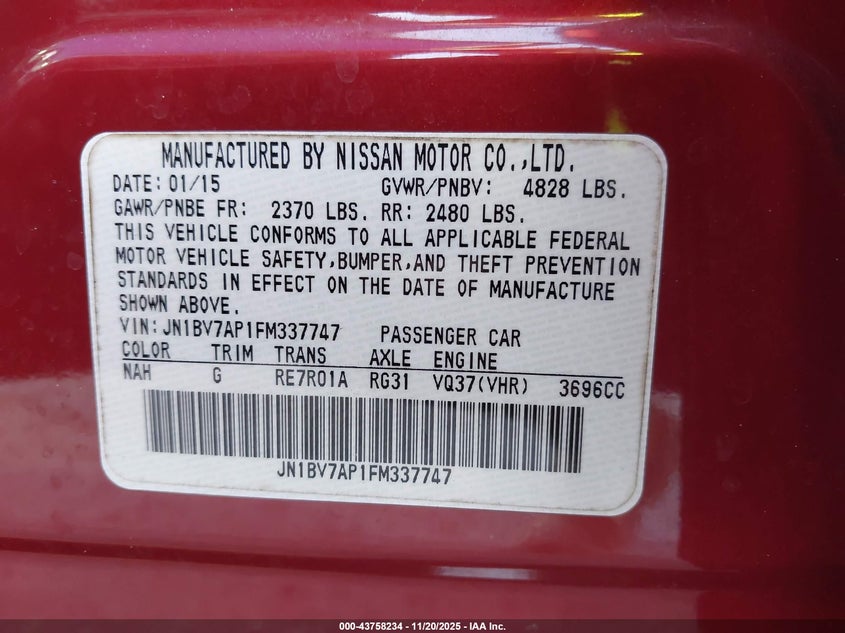 MANUFACTURED BY NISSAN MOTOR CO.,LTD.
DATE: 01/15 GVWR/PNBV: 4828 LBS.
GAWR/PNBE FR: 2370 LBS. RR: 2480 LBS.
THIS VEHICLE CONFORMS TO ALL APPLICABLE FEDERAL
MOTOR VEHICLE SAFETY,BUMPER,AND THEFT PREVENTION
STANDARDS IN EFFECT ON THE DATE OF MANUFACTURE
SHOWN ABOVE.
VIN:JN1BV7AP1FM337747 PASSENGER CAR
COLOR TRIM TRANS AXLE ENGINE
NAH G RE7R01A RG31 VQ37(VHR) 3696CC
JN1BV7AP1FM337747
000-43758234 - 11/20/2025 - IAA Inc.